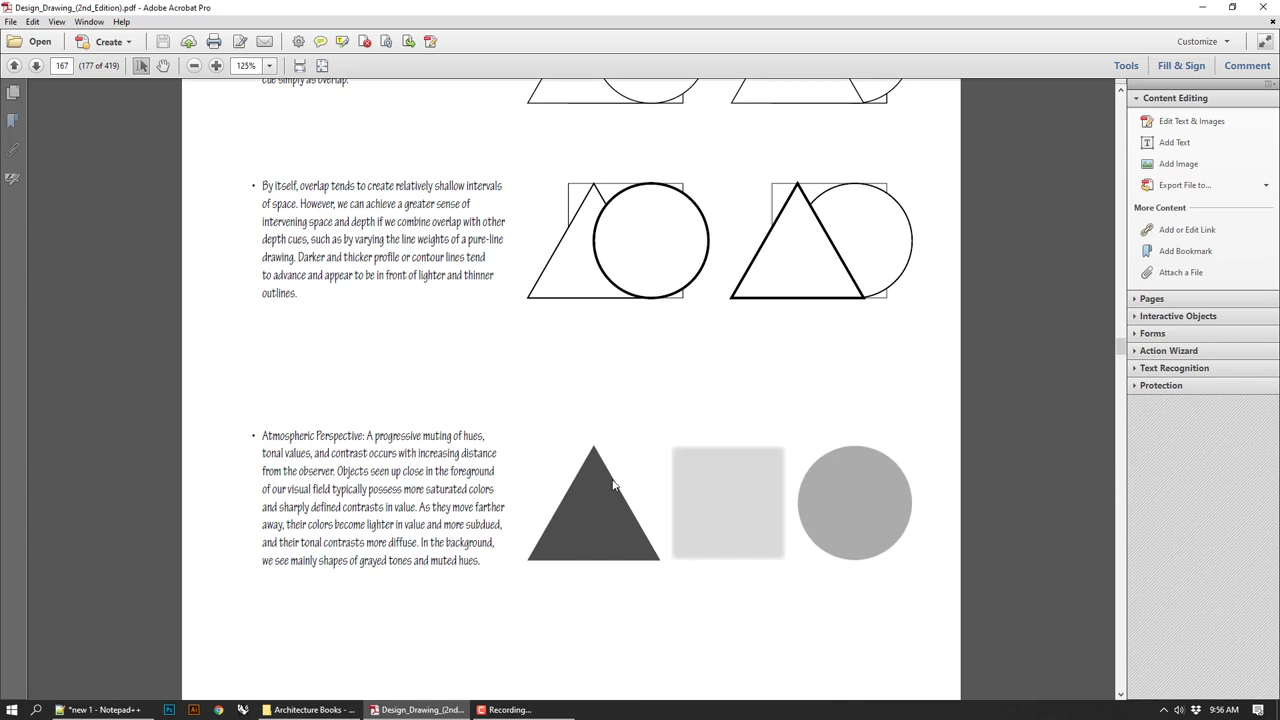 Design_Drawing_(2nd_Edition).pdf - Adobe Acrobat Pro
File Edit View Window Help
Open Create Customize
167 (177 of 419) 125% Tools Fill & Sign Comment
cue simply as overlap.
• By itself, overlap tends to create relatively shallow intervals
of space. However, we can achieve a greater sense of
intervening space and depth if we combine overlap with other
depth cues, such as by varying the line weights of a pure-line
drawing. Darker and thicker profile or contour lines tend
to advance and appear to be in front of lighter and thinner
outlines.
• Atmospheric Perspective: A progressive muting of hues,
tonal values, and contrast occurs with increasing distance
from the observer. Objects seen up close in the foreground
of our visual field typically possess more saturated colors
and sharply defined contrasts in value. As they move farther
away, their colors become lighter in value and more subdued,
and their tonal contrasts more diffuse. In the background,
we see mainly shapes of grayed tones and muted hues.
Content Editing
Edit Text & Images
Add Text
Add Image
Export File to...
More Content
Add or Edit Link
Add Bookmark
Attach a File
Pages
Interactive Objects
Forms
Action Wizard
Text Recognition
Protection
*new 1 - Notepad++ Ps Ai Architecture Books - ... Design_Drawing_(2nd... Recording... 9:56 AM